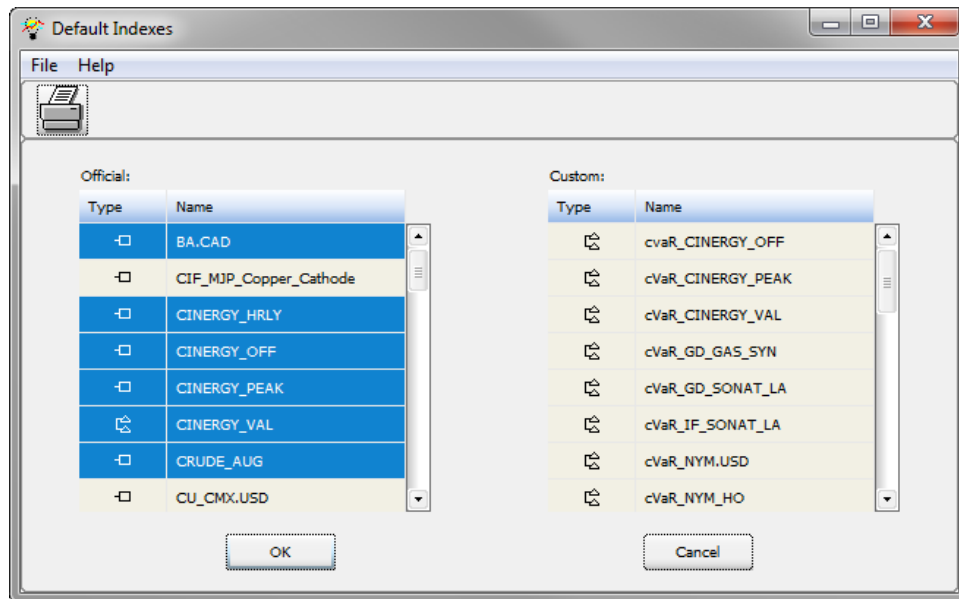 Default Indexes
File Help
Official:
Type Name
BA.CAD
CIF_MJP_Copper_Cathode
CINERGY_HRLY
CINERGY_OFF
CINERGY_PEAK
CINERGY_VAL
CRUDE_AUG
CU_CMX.USD
OK
Custom:
Type Name
cvaR_CINERGY_OFF
cVaR_CINERGY_PEAK
cVaR_CINERGY_VAL
cVaR_GD_GAS_SYN
cVaR_GD_SONAT_LA
cVaR_IF_SONAT_LA
cVaR_NYM.USD
cVaR_NYM_HO
Cancel